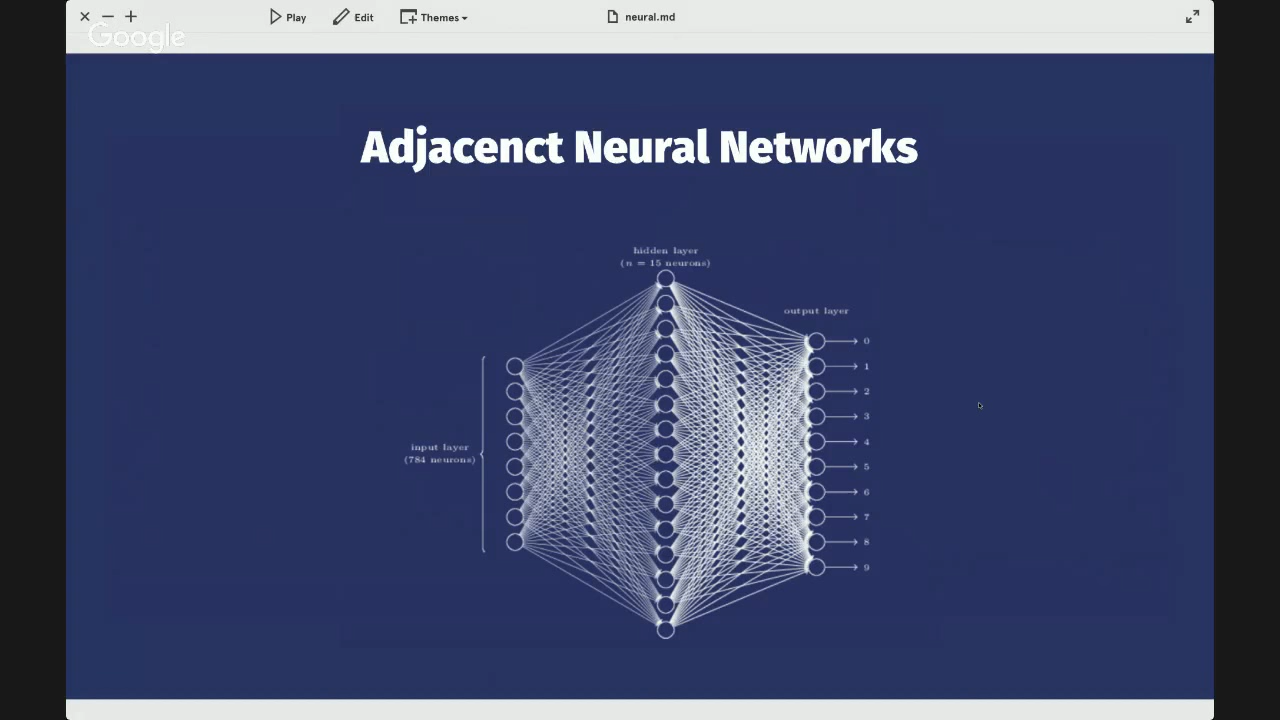 Play Edit Themes neural.md
Google
Adjacenct Neural Networks
hidden layer
(n = 15 neurons)
output layer
0
1
2
3
input layer
(784 neurons)
4
5
6
7
8
9